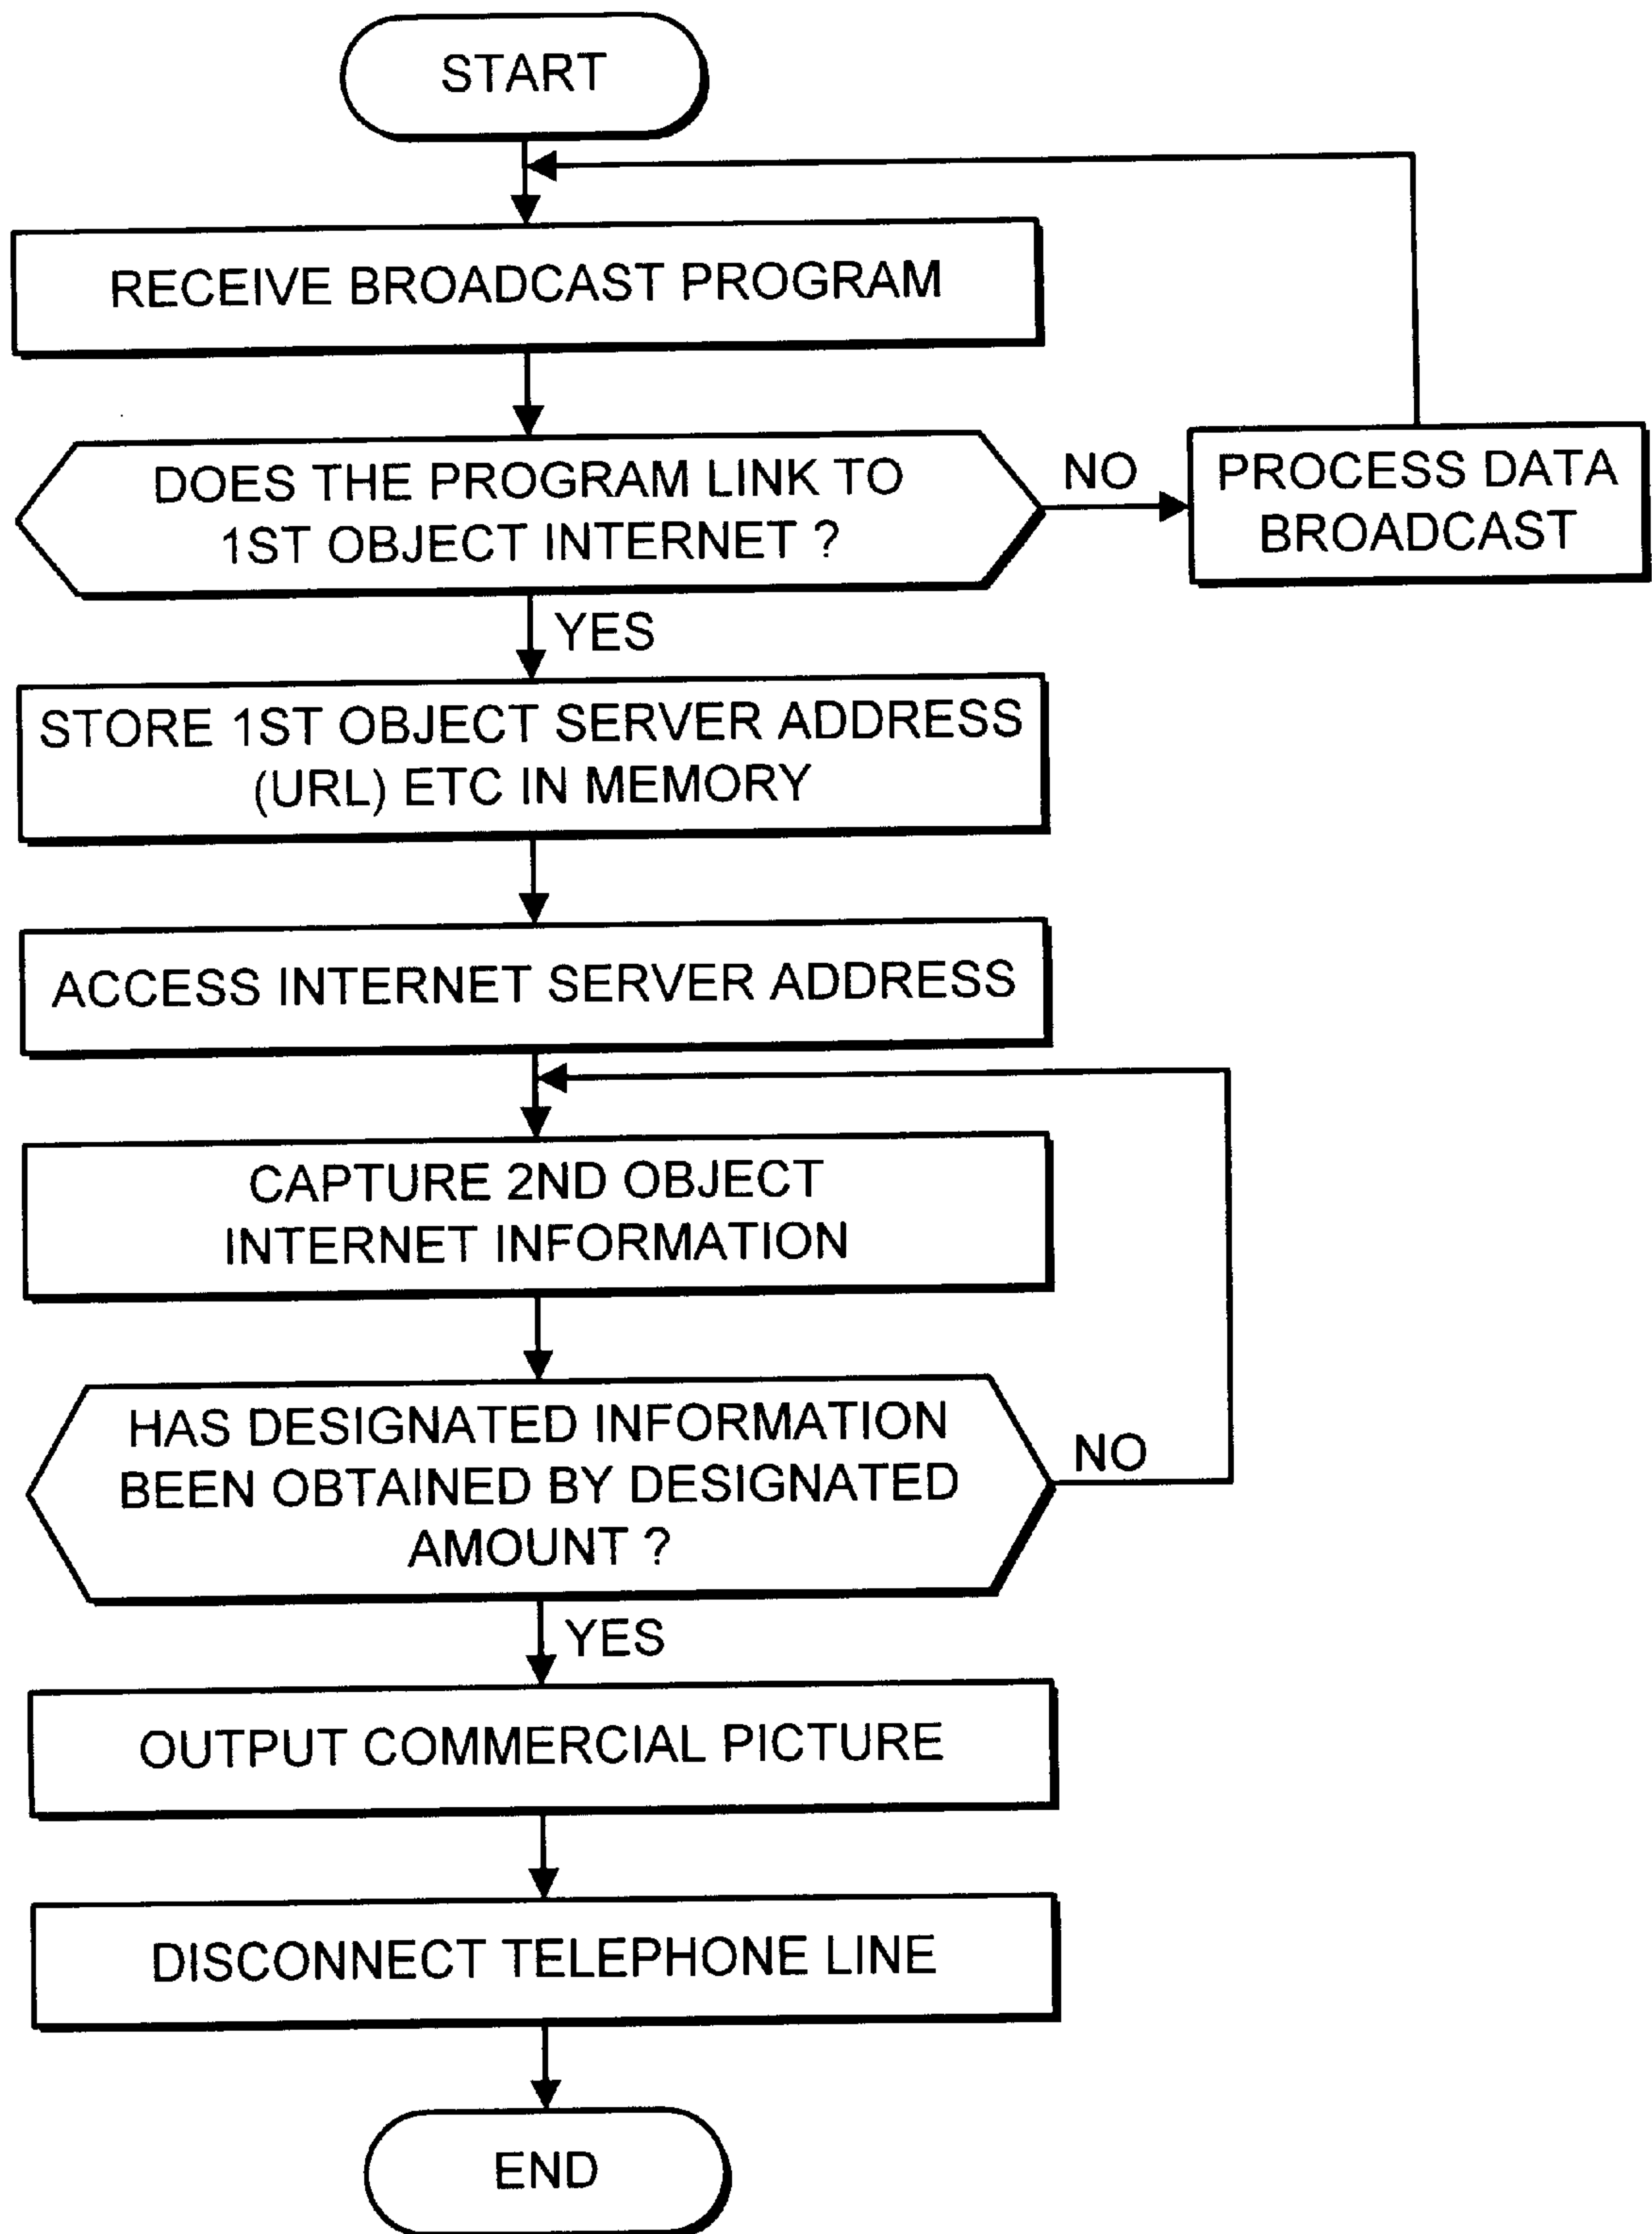 START
RECEIVE BROADCAST PROGRAM
DOES THE PROGRAM LINK TO
1ST OBJECT INTERNET ?
NO
PROCESS DATA
BROADCAST
YES
STORE 1ST OBJECT SERVER ADDRESS
(URL) ETC IN MEMORY
ACCESS INTERNET SERVER ADDRESS
CAPTURE 2ND OBJECT
INTERNET INFORMATION
HAS DESIGNATED INFORMATION
BEEN OBTAINED BY DESIGNATED
AMOUNT ?
NO
YES
OUTPUT COMMERCIAL PICTURE
DISCONNECT TELEPHONE LINE
END